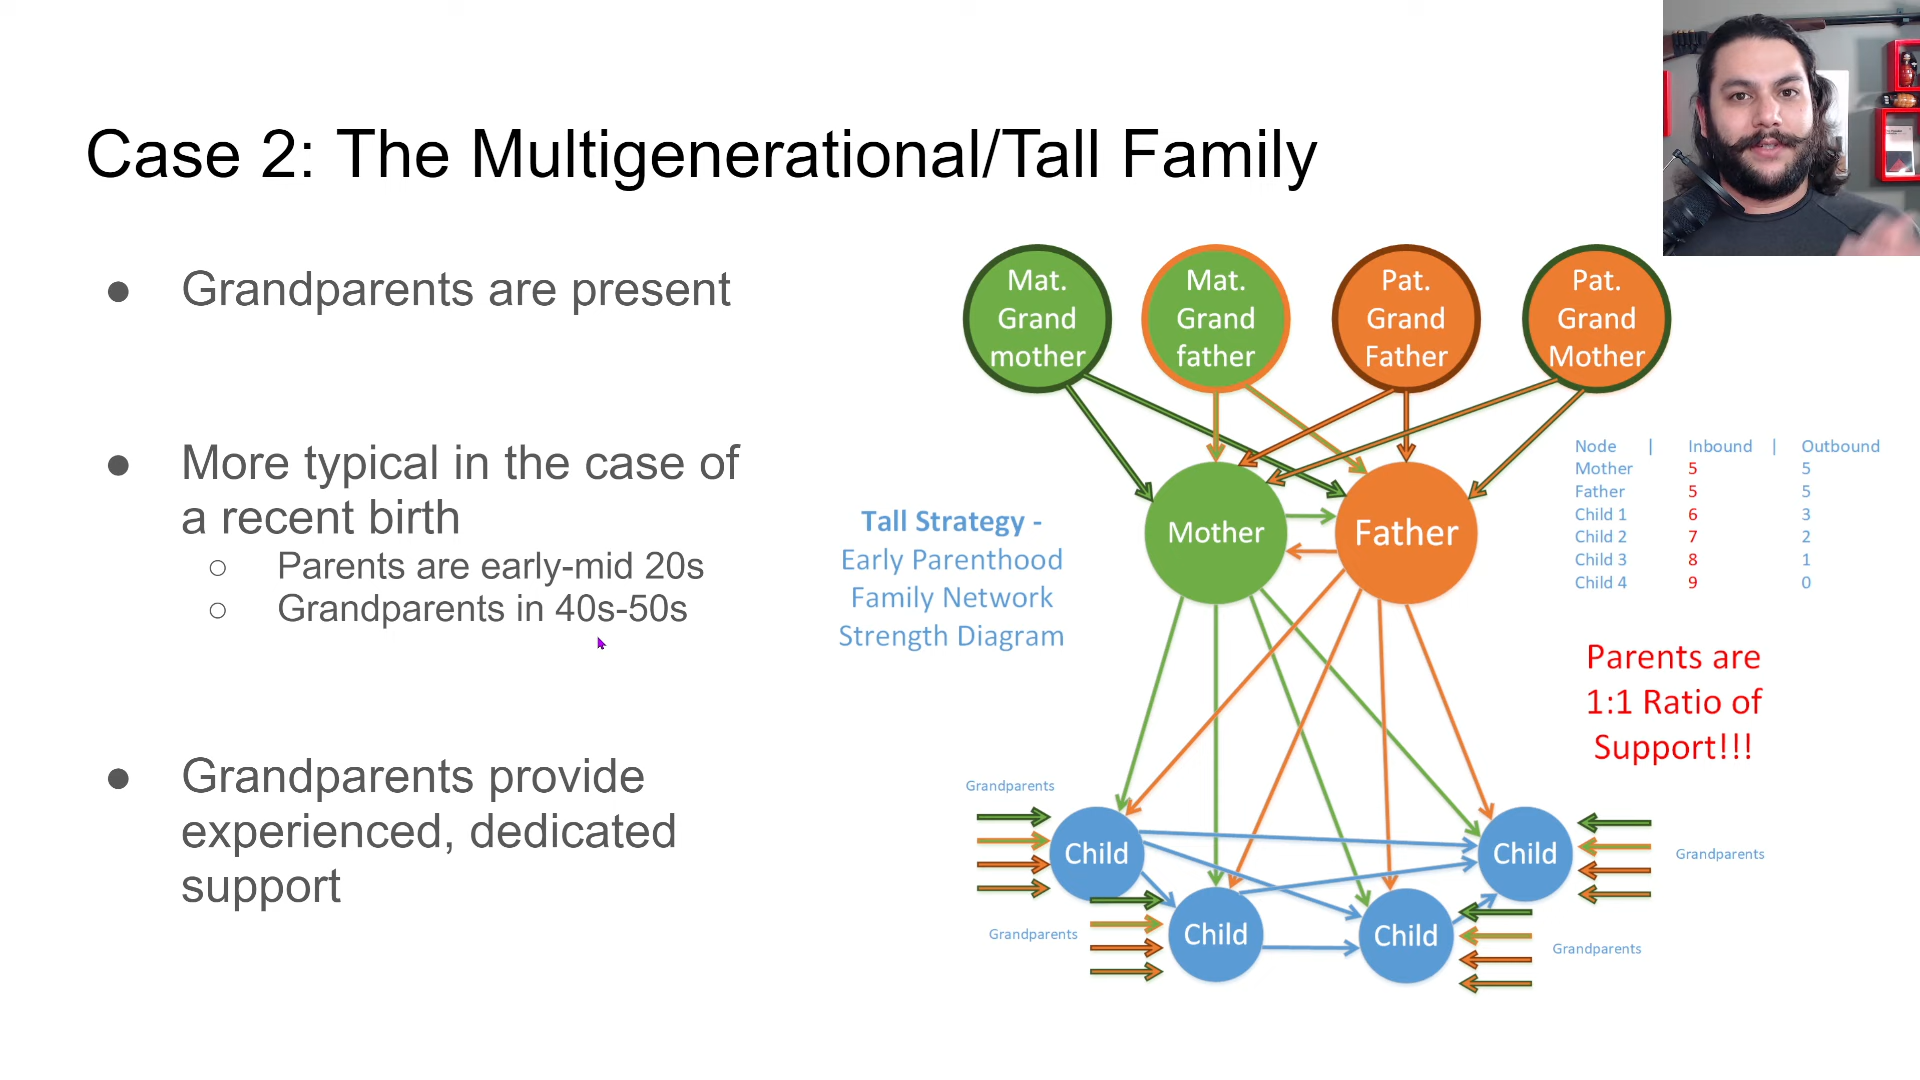 Case 2: The Multigenerational/Tall Family
Grandparents are present
More typical in the case of
a recent birth
Parents are early-mid 20s
Grandparents in 40s-50s
Grandparents provide
experienced, dedicated
support
Mat.
Grand
mother
Mat.
Grand
father
Pat.
Grand
Father
Pat.
Grand
Mother
Tall Strategy -
Early Parenthood
Family Network
Strength Diagram
Mother
Father
Node | Inbound | Outbound
Mother 5 5
Father 5 5
Child 1 6 3
Child 2 7 2
Child 3 8 1
Child 4 9 0
Parents are
1:1 Ratio of
Support!!!
Grandparents
Child
Child
Grandparents
Grandparents
Child
Child
Grandparents